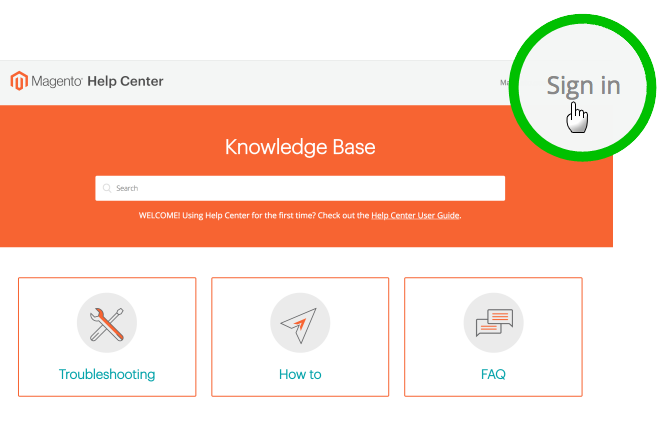 Magento® Help Center
Ma
Sign in
Knowledge Base
Search
WELCOME! Using Help Center for the first time? Check out the Help Center User Guide.
Troubleshooting
How to
FAQ